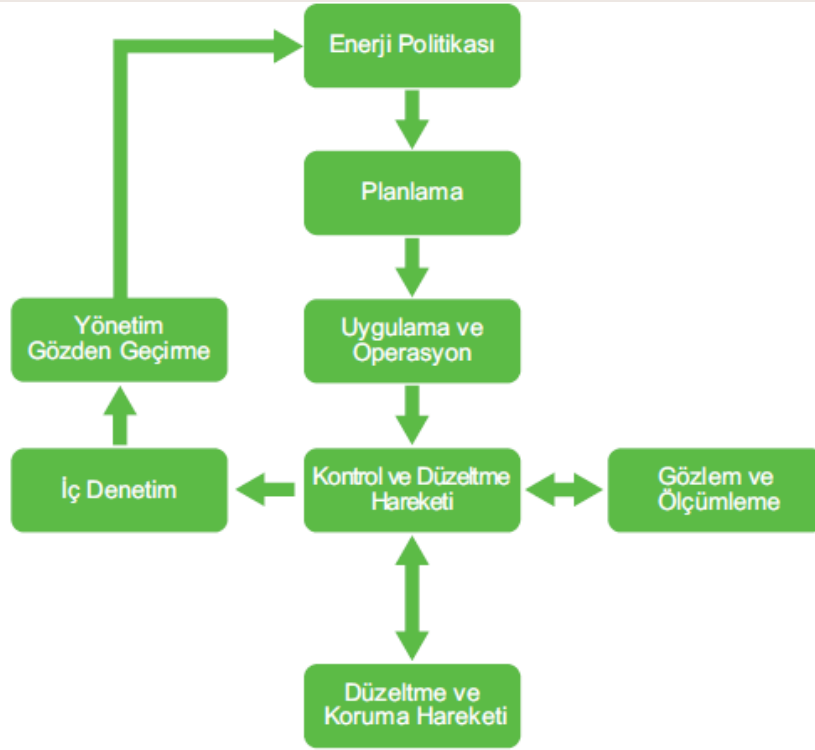 Enerji Politikası
Planlama
Yönetim
Gözden Geçirme
Uygulama ve
Operasyon
İç Denetim
Kontrol ve Düzeltme
Hareketi
Gözlem ve
Ölçümleme
Düzeltme ve
Koruma Hareketi